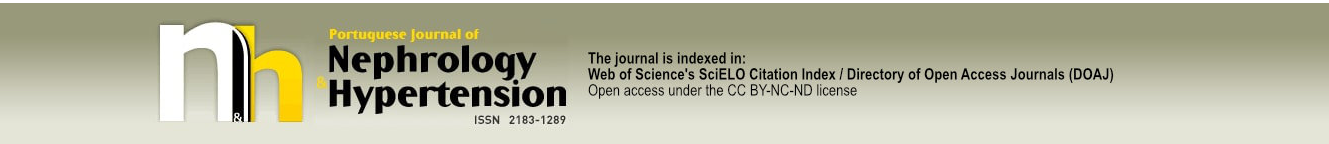 n&h
Portuguese Journal of
Nephrology
& Hypertension
ISSN 2183-1289
The journal is indexed in:
Web of Science's SciELO Citation Index / Directory of Open Access Journals (DOAJ)
Open access under the CC BY-NC-ND license